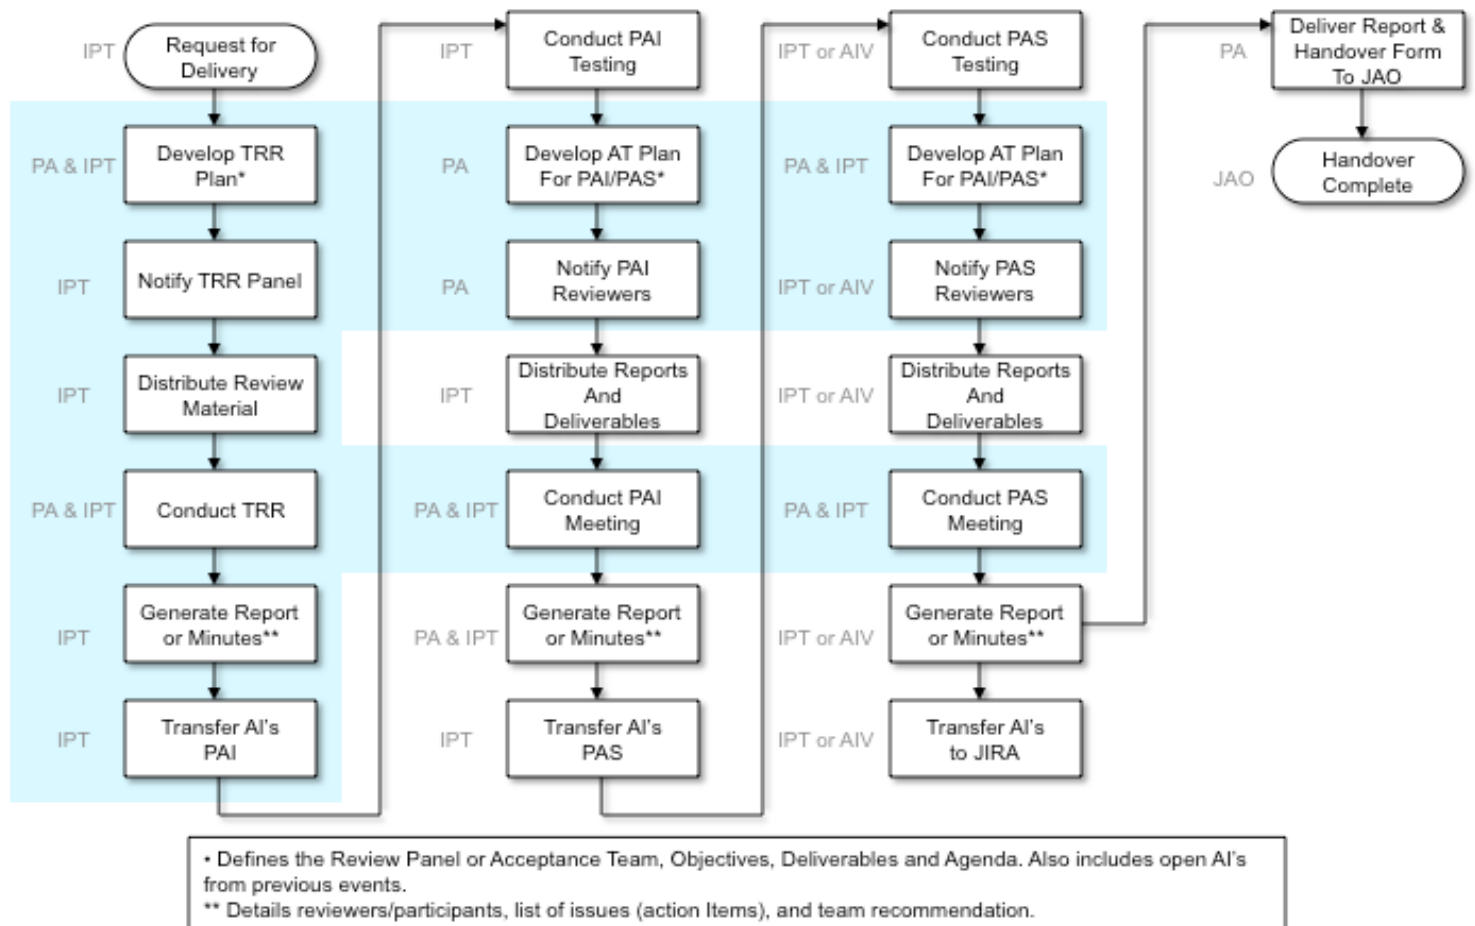 IPT
Request for
Delivery
PA & IPT
Develop TRR
Plan*
IPT
Notify TRR Panel
IPT
Distribute Review
Material
PA & IPT
Conduct TRR
IPT
Generate Report
or Minutes**
IPT
Transfer AI's
PAI
IPT
Conduct PAI
Testing
PA
Develop AT Plan
For PAI/PAS*
PA
Notify PAI
Reviewers
IPT
Distribute Reports
And
Deliverables
PA & IPT
Conduct PAI
Meeting
PA & IPT
Generate Report
or Minutes**
IPT
Transfer AI's
PAS
IPT or AIV
Conduct PAS
Testing
PA & IPT
Develop AT Plan
For PAI/PAS*
IPT or AIV
Notify PAS
Reviewers
IPT or AIV
Distribute Reports
And
Deliverables
PA & IPT
Conduct PAS
Meeting
IPT or AIV
Generate Report
or Minutes**
IPT or AIV
Transfer AI's
to JIRA
PA
Deliver Report &
Handover Form
To JAO
JAO
Handover
Complete
• Defines the Review Panel or Acceptance Team, Objectives, Deliverables and Agenda. Also includes open AI's
from previous events.
** Details reviewers/participants, list of issues (action Items), and team recommendation.